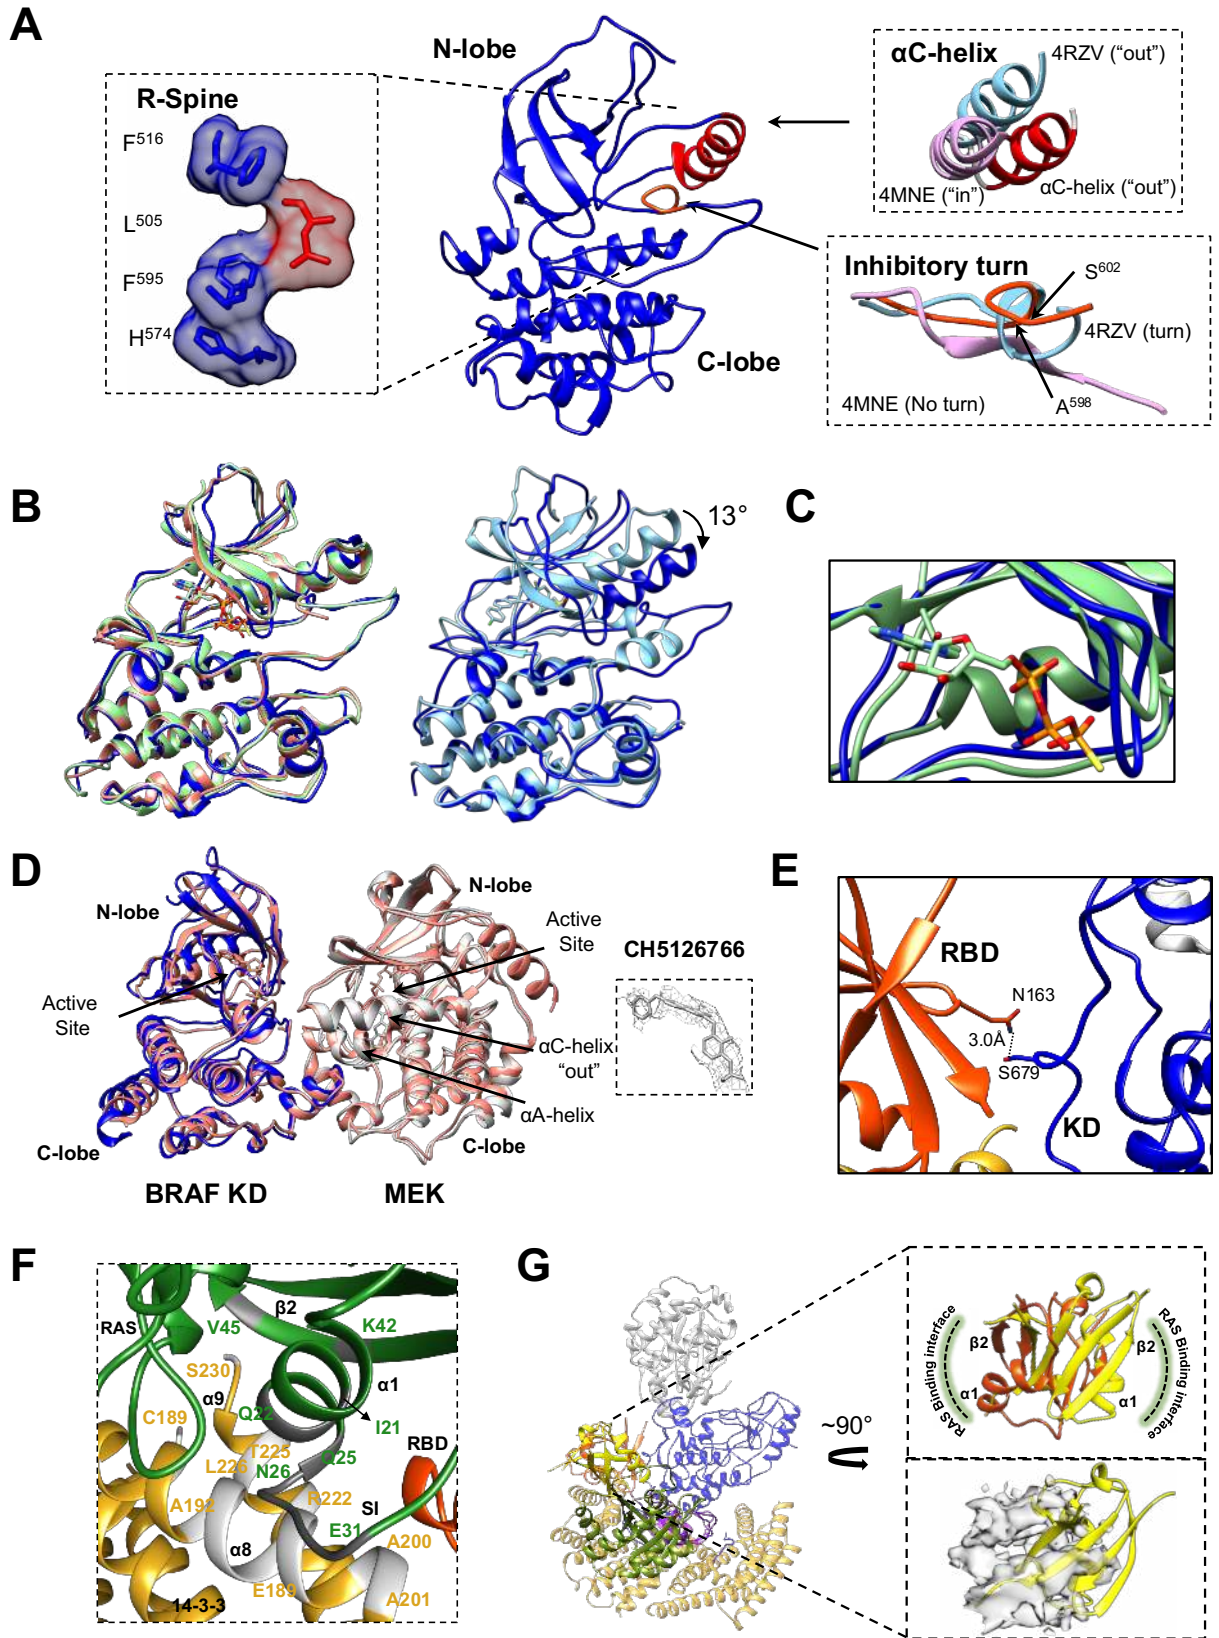 A
N-lobe
R-Spine
F516
L505
F595
H574
C-lobe
αC-helix
4RZV (“out”)
4MNE (“in”)
αC-helix (“out”)
Inhibitory turn
S602
4RZV (turn)
4MNE (No turn)
A598
B
13°
C
D
N-lobe
N-lobe
Active
Site
Active
Site
CH5126766
αC-helix
“out”
αA-helix
C-lobe
C-lobe
BRAF KD
MEK
E
RBD
N163
3.0Å
S679
KD
F
RAS
β2
V45
K42
S230
α9
α1
C189
Q22
I21
T225
Q25
RBD
L226
N26
A192
R222
SI
E31
A200
α8
E189
A201
14-3-3
G
~90°
RAS Binding interface
β2
α1
β2
α1
RAS Binding interface